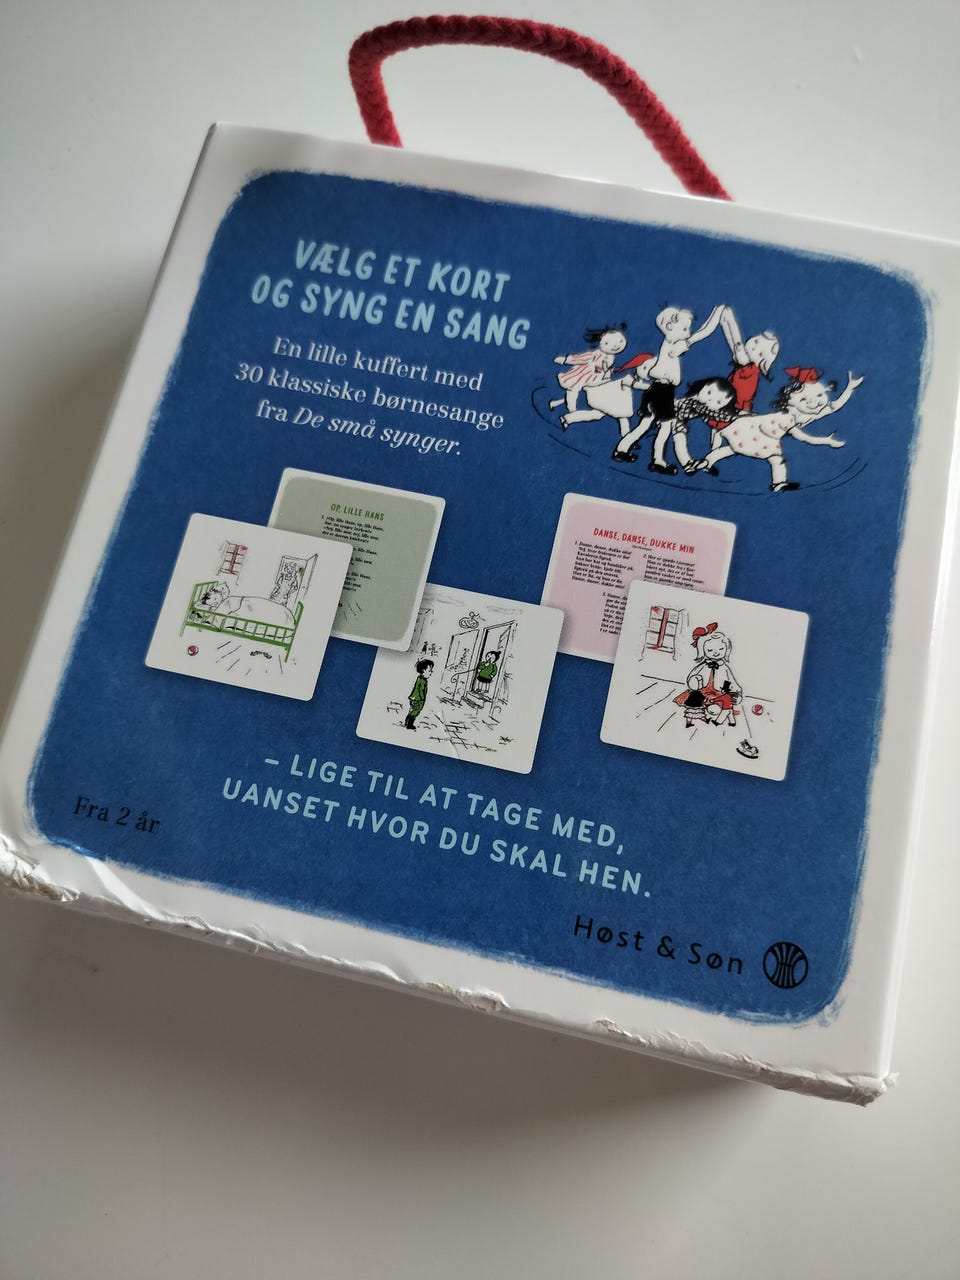 VÆLG ET KORT
OG SYNG EN SANG
En lille kuffert med
30 klassiske børnesange
fra De små synger.
OP, LILLE HANS
DANSE, DANSE, DUKKE MIN
– LIGE TIL AT TAGE MED,
UANSET HVOR DU SKAL HEN.
Fra 2 år
Høst & Søn